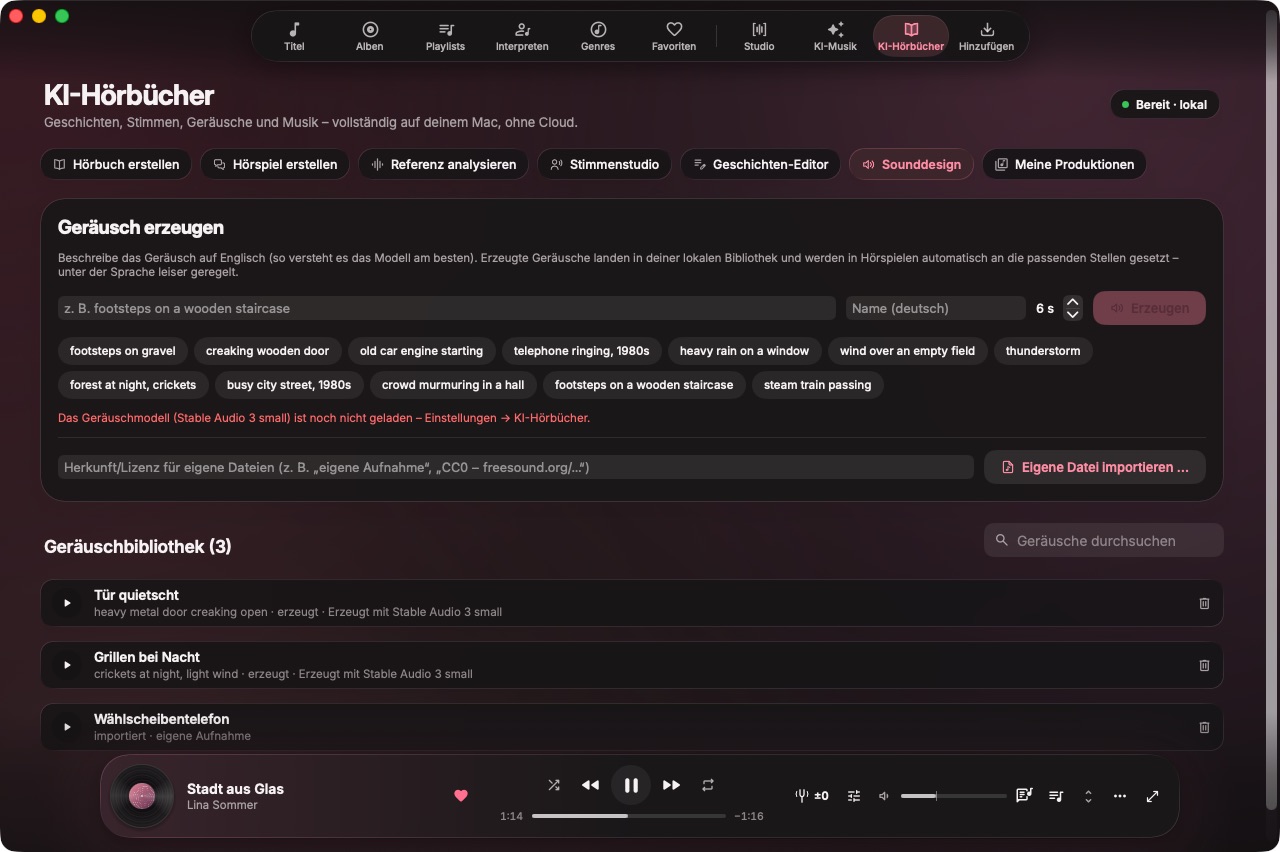 Titel
Alben
Playlists
Interpreten
Genres
Favoriten
Studio
KI-Musik
KI-Hörbücher
Hinzufügen
KI-Hörbücher
Geschichten, Stimmen, Geräusche und Musik – vollständig auf deinem Mac, ohne Cloud.
Bereit · lokal
Hörbuch erstellen
Hörspiel erstellen
Referenz analysieren
Stimmenstudio
Geschichten-Editor
Sounddesign
Meine Produktionen
Geräusch erzeugen
Beschreibe das Geräusch auf Englisch (so versteht es das Modell am besten). Erzeugte Geräusche landen in deiner lokalen Bibliothek und werden in Hörspielen automatisch an die passenden Stellen gesetzt –
unter der Sprache leiser geregelt.
z. B. footsteps on a wooden staircase
Name (deutsch)
6 s
Erzeugen
footsteps on gravel
creaking wooden door
old car engine starting
telephone ringing, 1980s
heavy rain on a window
wind over an empty field
thunderstorm
forest at night, crickets
busy city street, 1980s
crowd murmuring in a hall
footsteps on a wooden staircase
steam train passing
Das Geräuschmodell (Stable Audio 3 small) ist noch nicht geladen – Einstellungen → KI-Hörbücher.
Herkunft/Lizenz für eigene Dateien (z. B. „eigene Aufnahme“, „CC0 – freesound.org/…“)
Eigene Datei importieren …
Geräuschbibliothek (3)
Geräusche durchsuchen
Tür quietscht
heavy metal door creaking open · erzeugt · Erzeugt mit Stable Audio 3 small
Grillen bei Nacht
crickets at night, light wind · erzeugt · Erzeugt mit Stable Audio 3 small
Wählscheibentelefon
importiert · eigene Aufnahme
Stadt aus Glas
Lina Sommer
1:14
−1:16
±0